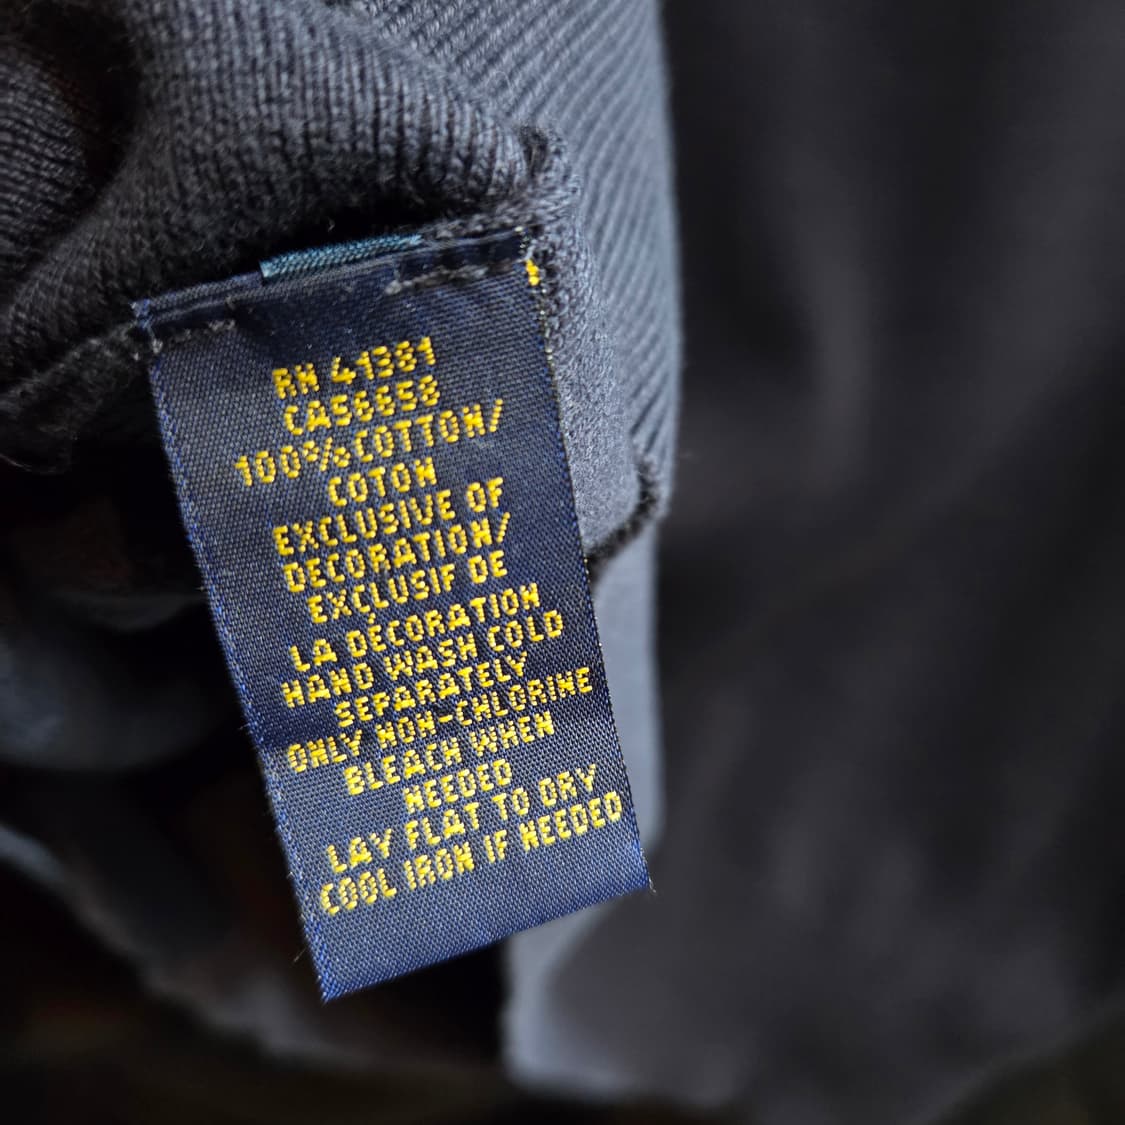 RN 41381
CA56658
100%COTTON/
COTON
EXCLUSIVE OF
DECORATION/
EXCLUSIF DE
LA DÉCORATION
HAND WASH COLD
SEPARATELY
ONLY NON-CHLORINE
BLEACH WHEN
NEEDED
LAY FLAT TO DRY
COOL IRON IF NEEDED